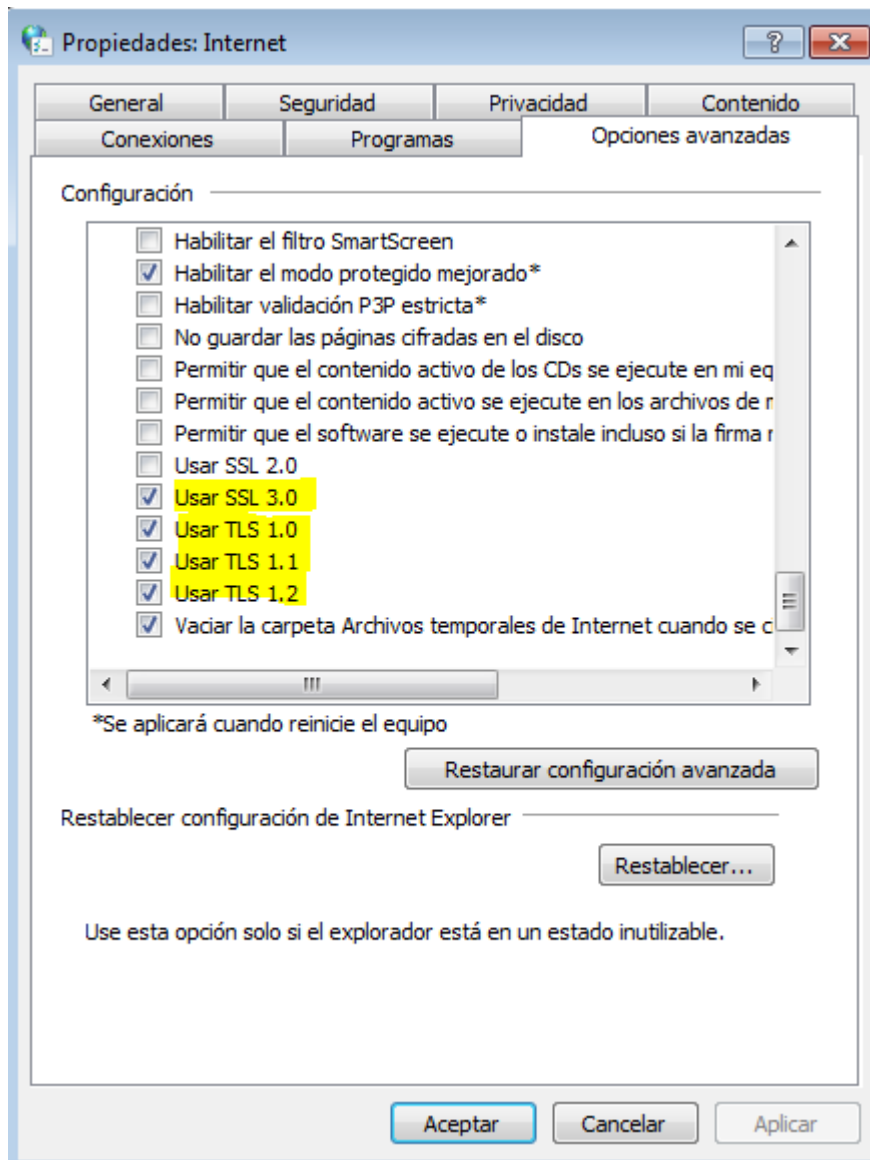 Propiedades: Internet
General Seguridad Privacidad Contenido
Conexiones Programas Opciones avanzadas
Configuración
Habilitar el filtro SmartScreen
Habilitar el modo protegido mejorado*
Habilitar validación P3P estricta*
No guardar las páginas cifradas en el disco
Permitir que el contenido activo de los CDs se ejecute en mi eq
Permitir que el contenido activo se ejecute en los archivos de
Permitir que el software se ejecute o instale incluso si la firma
Usar SSL 2.0
Usar SSL 3.0
Usar TLS 1.0
Usar TLS 1.1
Usar TLS 1.2
Vaciar la carpeta Archivos temporales de Internet cuando se c
*Se aplicará cuando reinicie el equipo
Restaurar configuración avanzada
Restablecer configuración de Internet Explorer
Restablecer...
Use esta opción solo si el explorador está en un estado inutilizable.
Aceptar Cancelar Aplicar